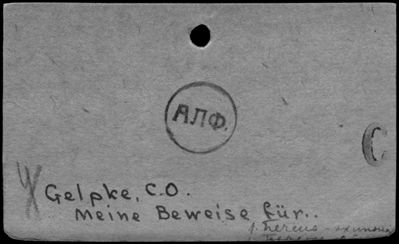 АЛФ.
C
Gelpke, C.O.
Meine Beweise für..